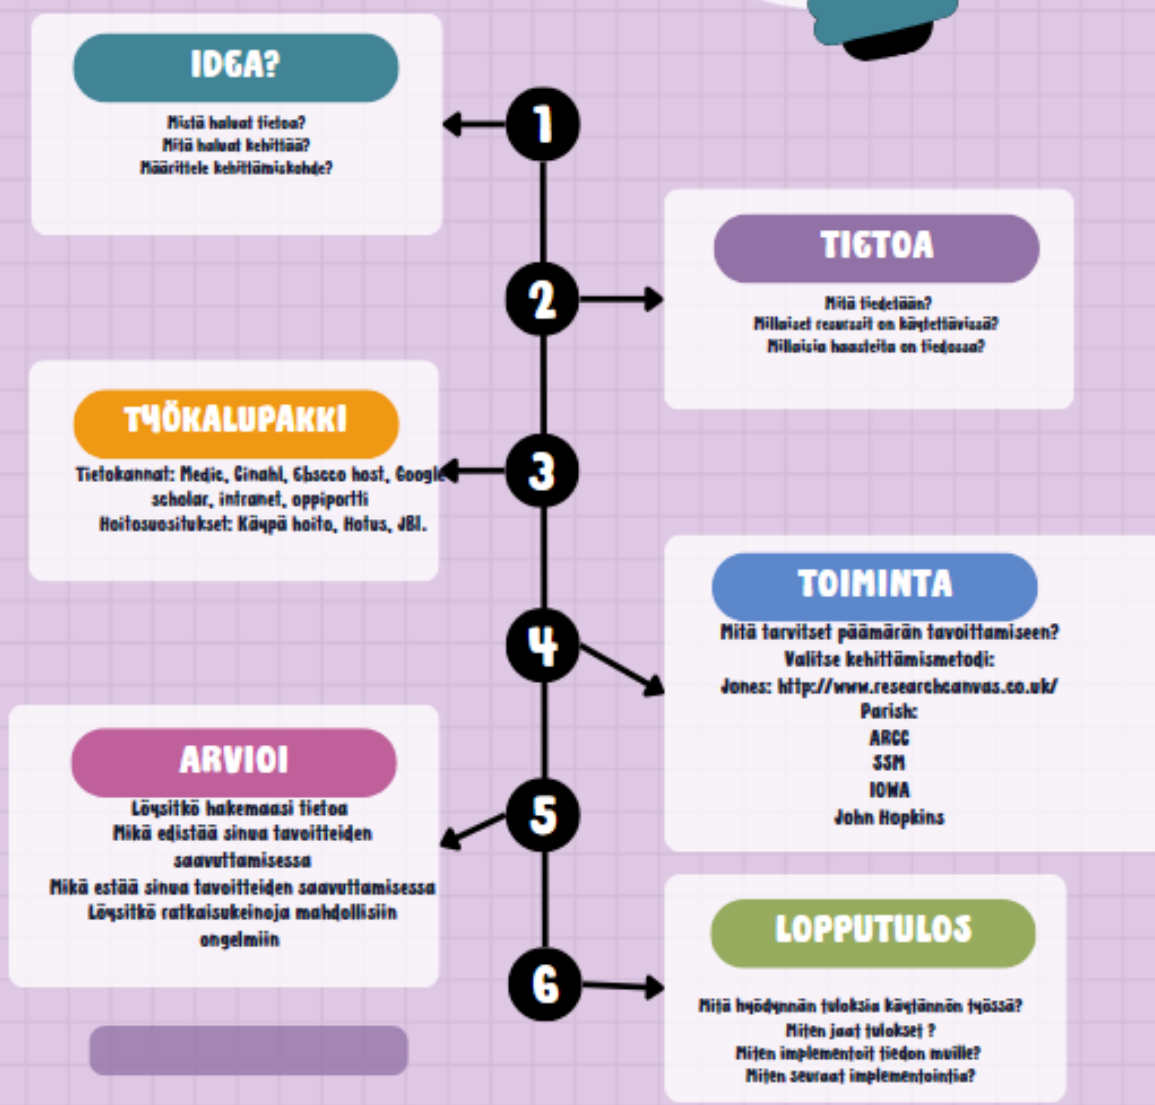 IDEA?
Mistä haluat tietoa?
Mitä haluat kehittää?
Määrittele kehittämiskohde?
1
TIETOA
Mitä tiedetään?
Millaiset resurssit on käytettävissä?
Millaisia haasteita on tiedossa?
2
TYÖKALUPAKKI
Tietokannat: Medic, Cinahl, Ebscco host, Google
scholar, intranet, oppiportti
Hoitosuositukset: Käypä hoito, Hotus, JBI.
3
TOIMINTA
Mitä tarvitset päämärän tavoittamiseen?
Valitse kehittämismetodi:
Jones: http://www.researchcanvas.co.uk/
Parish:
ARCC
SSM
IOWA
John Hopkins
4
ARVIOI
Löysitkö hakemaasi tietoa
Mikä edistää sinua tavoitteiden
saavuttamisessa
Mikä estää sinua tavoitteiden saavuttamisessa
Löysitkö ratkaisukeinoja mahdollisiin
ongelmiin
5
LOPPUTULOS
Mitä hyödynnän tuloksia käytännön työssä?
Miten jaat tulokset ?
Miten implementoit tiedon muille?
Miten seuraat implementointia?
6